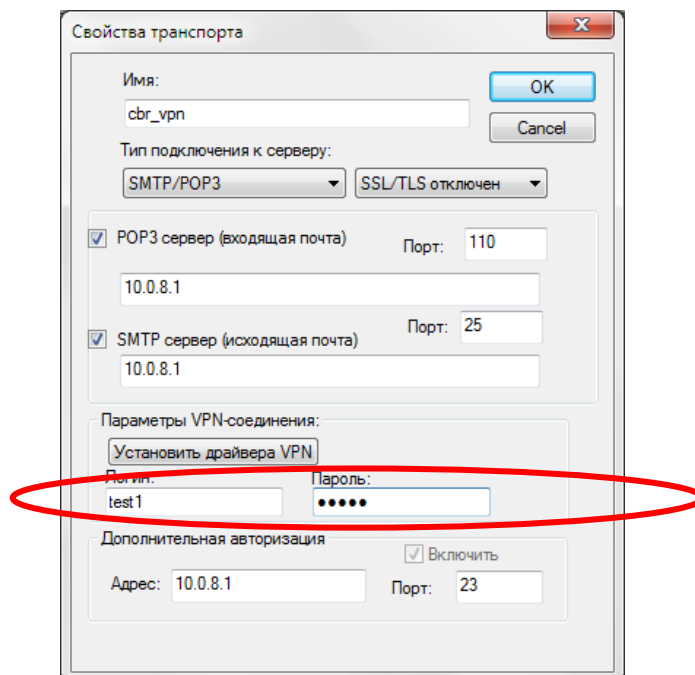 Свойства транспорта
Имя:
OK
cbr_vpn
Cancel
Тип подключения к серверу:
SMTP/POP3
SSL/TLS отключен
POP3 сервер (входящая почта)
Порт:
110
10.0.8.1
Порт:
25
SMTP сервер (исходящая почта)
10.0.8.1
Параметры VPN-соединения:
Установить драйвера VPN
Логин:
Пароль:
test1
•••••
Дополнительная авторизация
Включить
Адрес:
10.0.8.1
Порт:
23